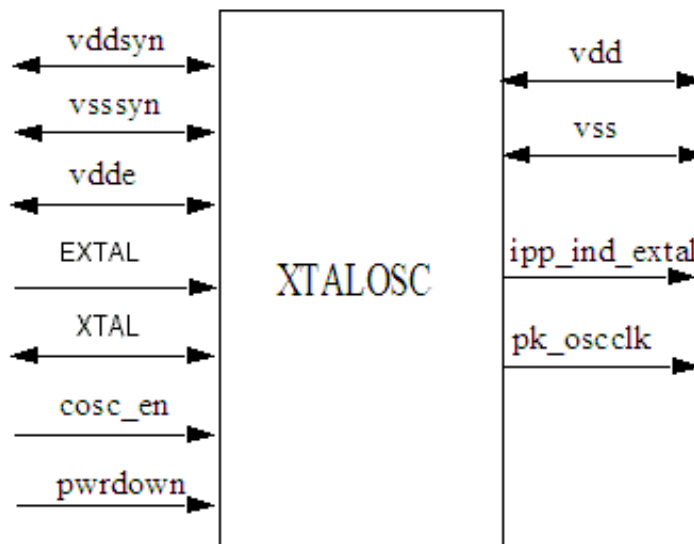 vddsyn
vsssyn
vdde
EXTAL
XTAL
cosc_en
pwrdown
XTALOSC
vdd
vss
ipp_ind_extal
pk_oscclk